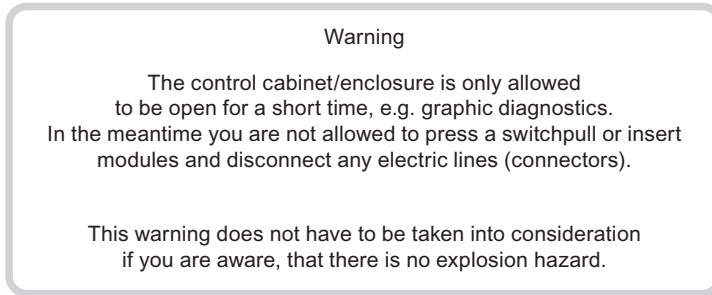 Warning
The control cabinet/enclosure is only allowed
to be open for a short time, e.g. graphic diagnostics.
In the meantime you are not allowed to press a switchpull or insert
modules and disconnect any electric lines (connectors).
This warning does not have to be taken into consideration
if you are aware, that there is no explosion hazard.